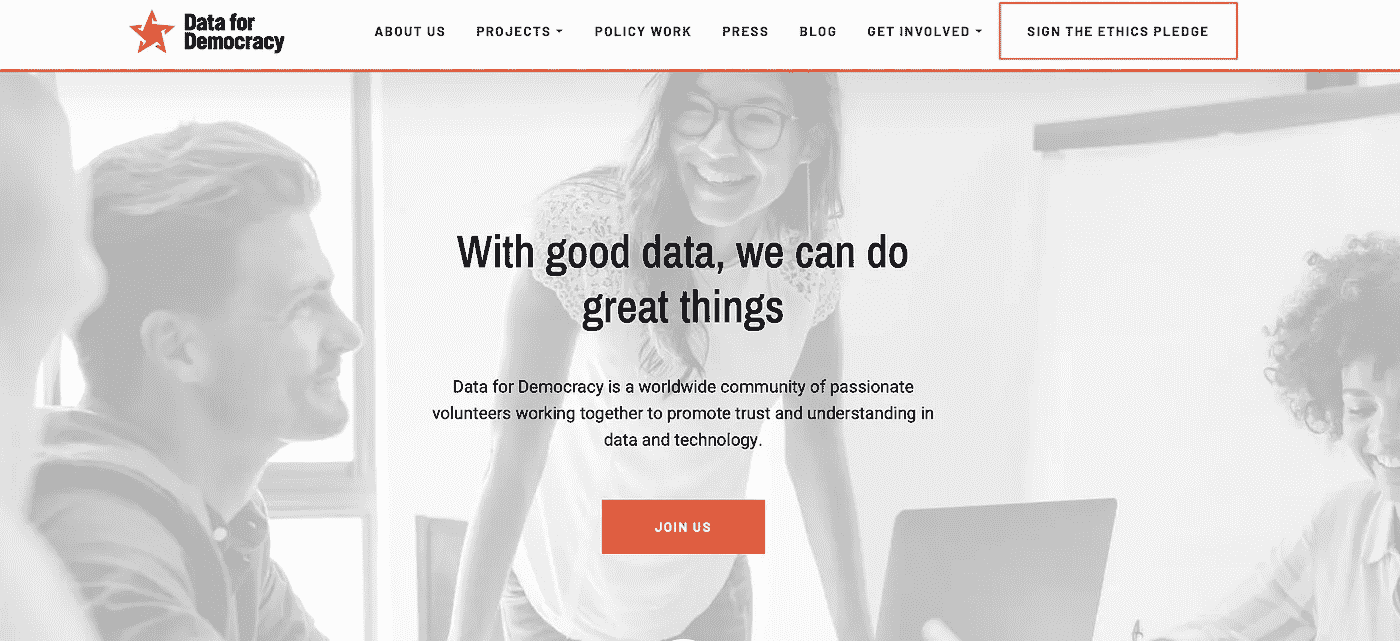 Data for
Democracy
ABOUT US
PROJECTS
POLICY WORK
PRESS
BLOG
GET INVOLVED
SIGN THE ETHICS PLEDGE
With good data, we can do
great things
Data for Democracy is a worldwide community of passionate
volunteers working together to promote trust and understanding in
data and technology.
JOIN US